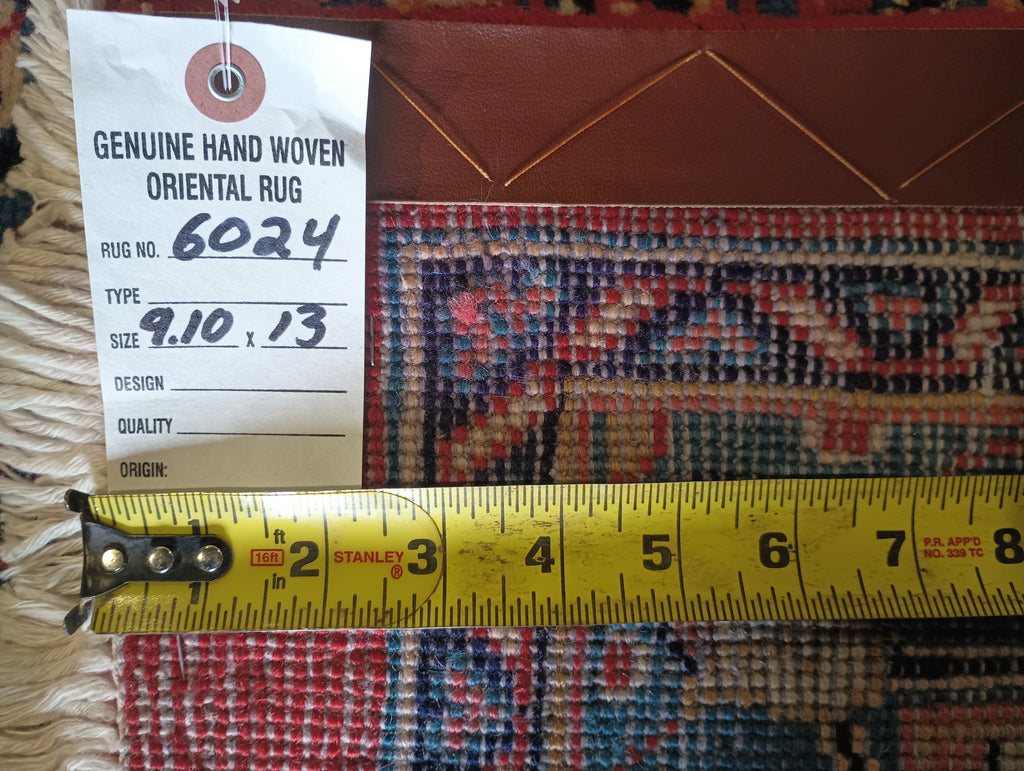 GENUINE HAND WOVEN
ORIENTAL RUG
RUG NO. 6024
TYPE
SIZE 9.10 x 13
DESIGN
QUALITY
ORIGIN:
1 ft 16ft in 2 STANLEY® 3 4 5 6 7 P.R. APP'D NO. 339 TC 8
1